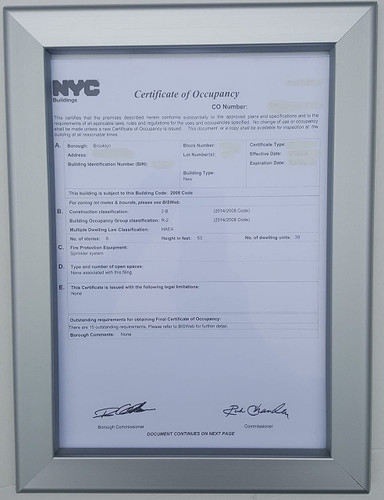 NYC
Buildings
Certificate of Occupancy
CO Number:
This certifies that the premises described herein conforms substantially to the approved plans and specifications and to the
requirements of all applicable laws, rules and regulations for the uses and occupancies specified. No change of use or occupancy
shall be made unless a new Certificate of Occupancy is issued. This document or a copy shall be available for inspection at the
building at all reasonable times.
A. Borough: Brooklyn Block Number: Certificate Type:
Address: Lot Number(s): Effective Date:
Building Identification Number (BIN): Expiration Date:
Building Type:
New
This building is subject to this Building Code: 2008 Code
For zoning lot metes & bounds, please see BISWeb.
B. Construction classification: (2014/2008 Code)
Building Occupancy Group classification: R-2 (2014/2008 Code)
Multiple Dwelling Law Classification: HAEA
No. of stories: Height in feet: No. of dwelling units:
C. Fire Protection Equipment:
Sprinkler system
D. Type and number of open spaces:
None associated with this filing.
E. This Certificate is issued with the following legal limitations:
None
Outstanding requirements for obtaining Final Certificate of Occupancy:
There are 15 outstanding requirements. Please refer to BISWeb for further detail.
Borough Comments: None
Borough Commissioner Commissioner
DOCUMENT CONTINUES ON NEXT PAGE